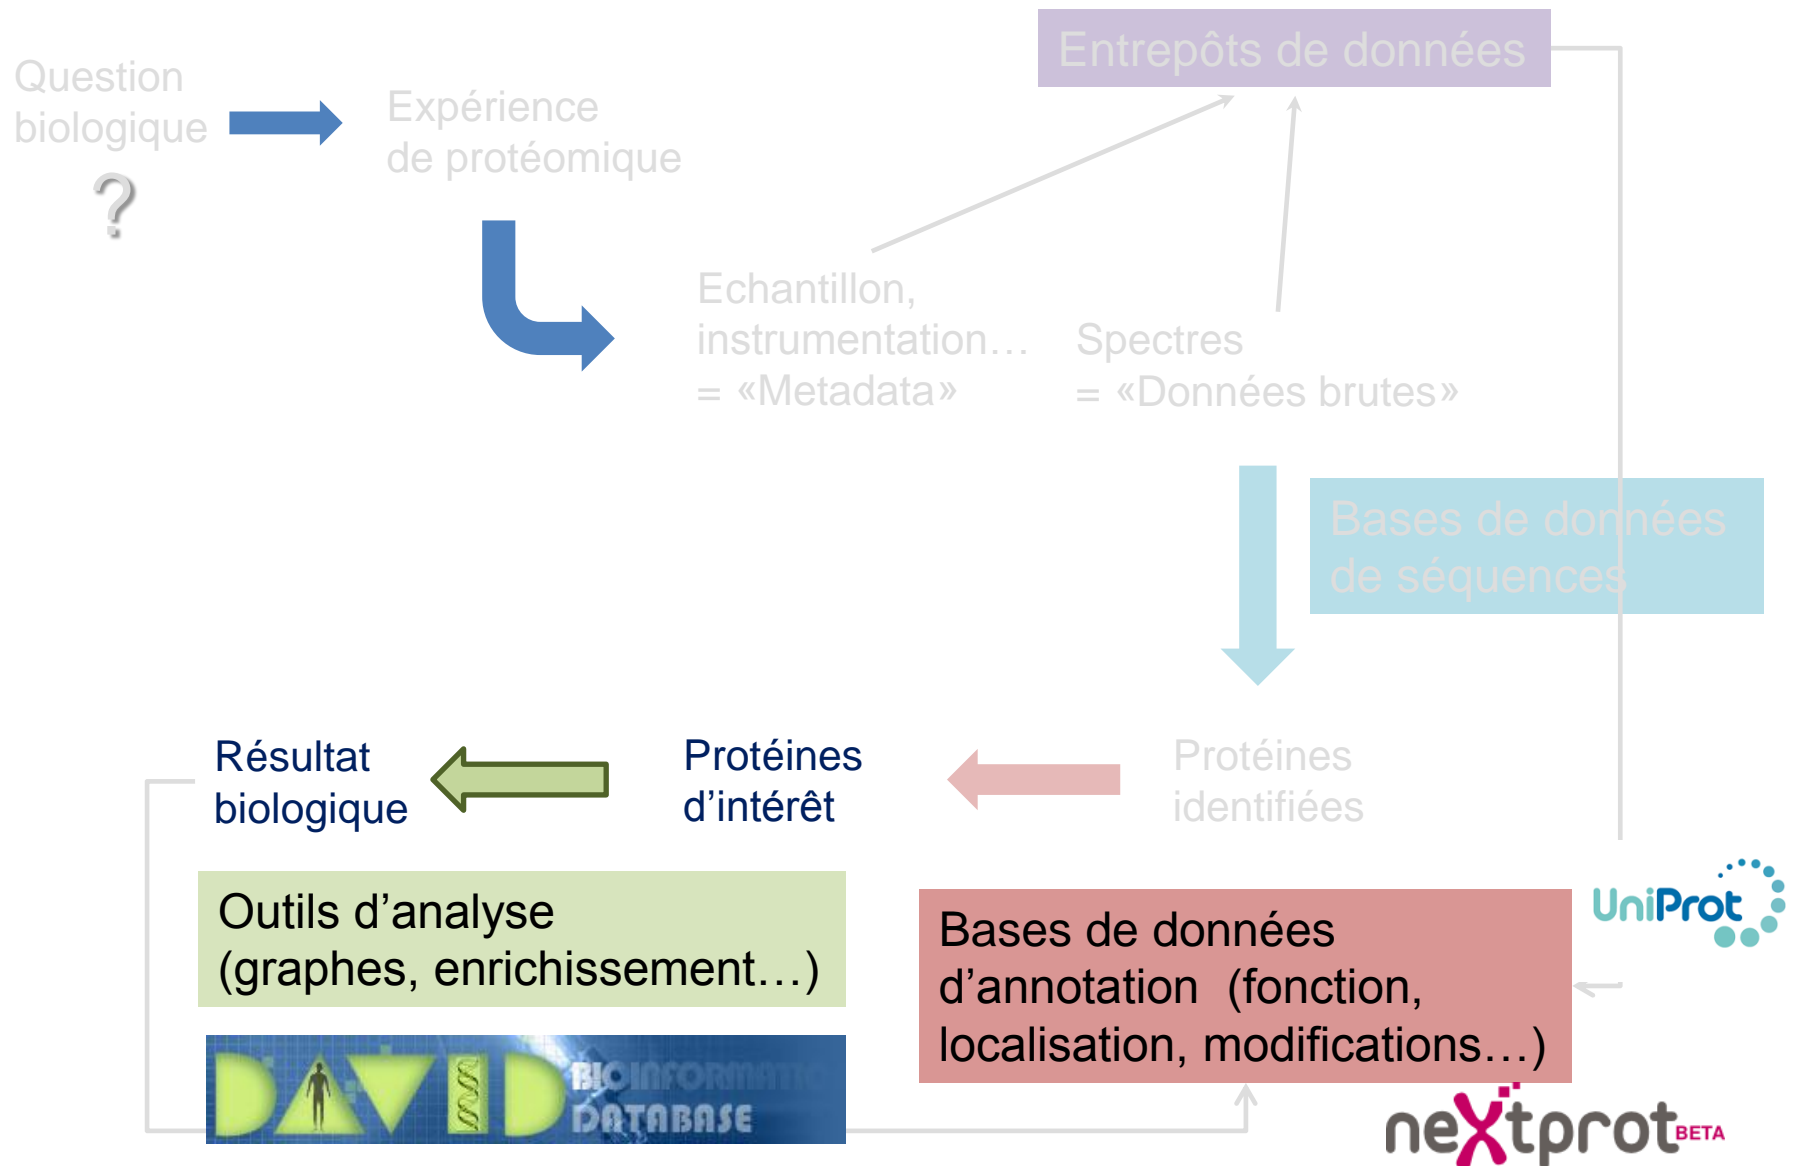 Entrepôts de données
Question
biologique
?
Expérience
de protéomique
Echantillon,
instrumentation…
= «Metadata»
Spectres
= «Données brutes»
Bases de données
de séquences
Résultat
biologique
Protéines
d’intérêt
Protéines
identifiées
Outils d’analyse
(graphes, enrichissement…)
UniProt
Bases de données
d’annotation (fonction,
localisation, modifications…)
DAVID
DATABASE
neXtprot BETA